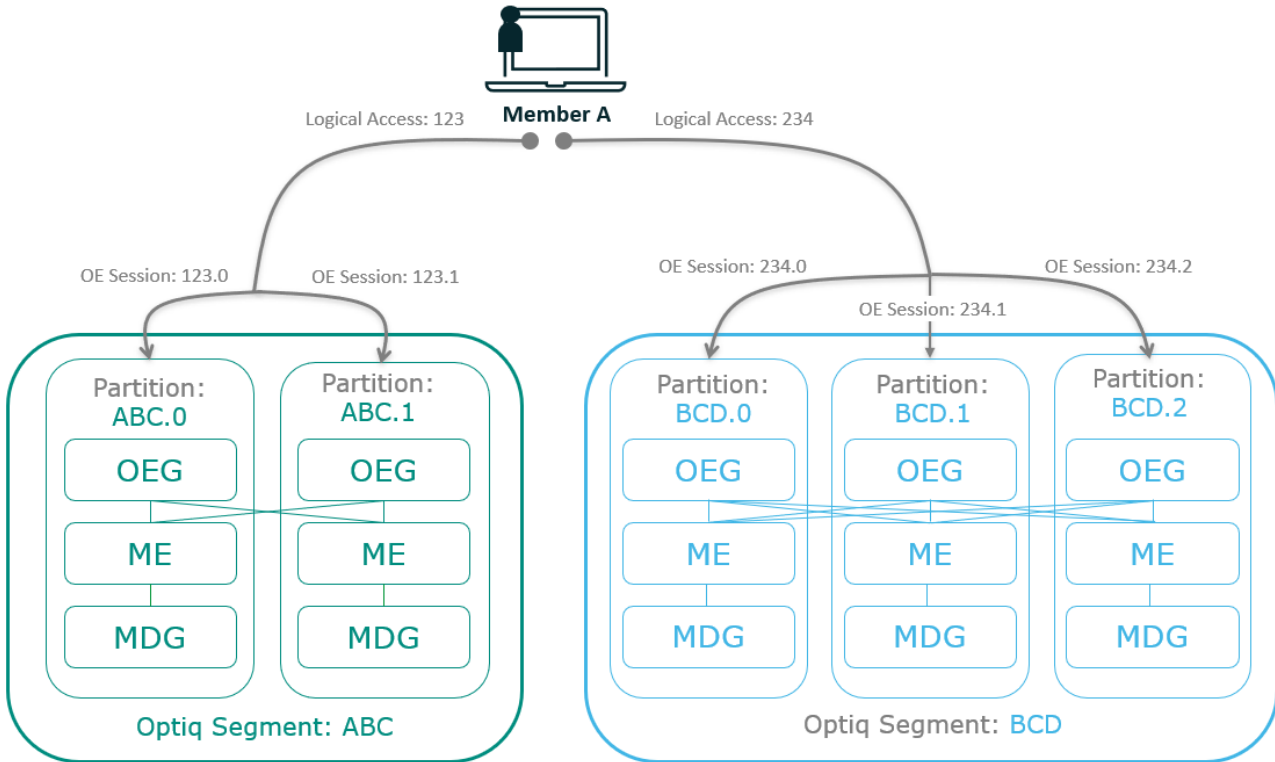 Member A
Logical Access: 123
Logical Access: 234
OE Session: 123.0
OE Session: 123.1
OE Session: 234.0
OE Session: 234.1
OE Session: 234.2
Partition:
ABC.0
OEG
ME
MDG
Partition:
ABC.1
OEG
ME
MDG
Optiq Segment: ABC
Partition:
BCD.0
OEG
ME
MDG
Partition:
BCD.1
OEG
ME
MDG
Partition:
BCD.2
OEG
ME
MDG
Optiq Segment: BCD